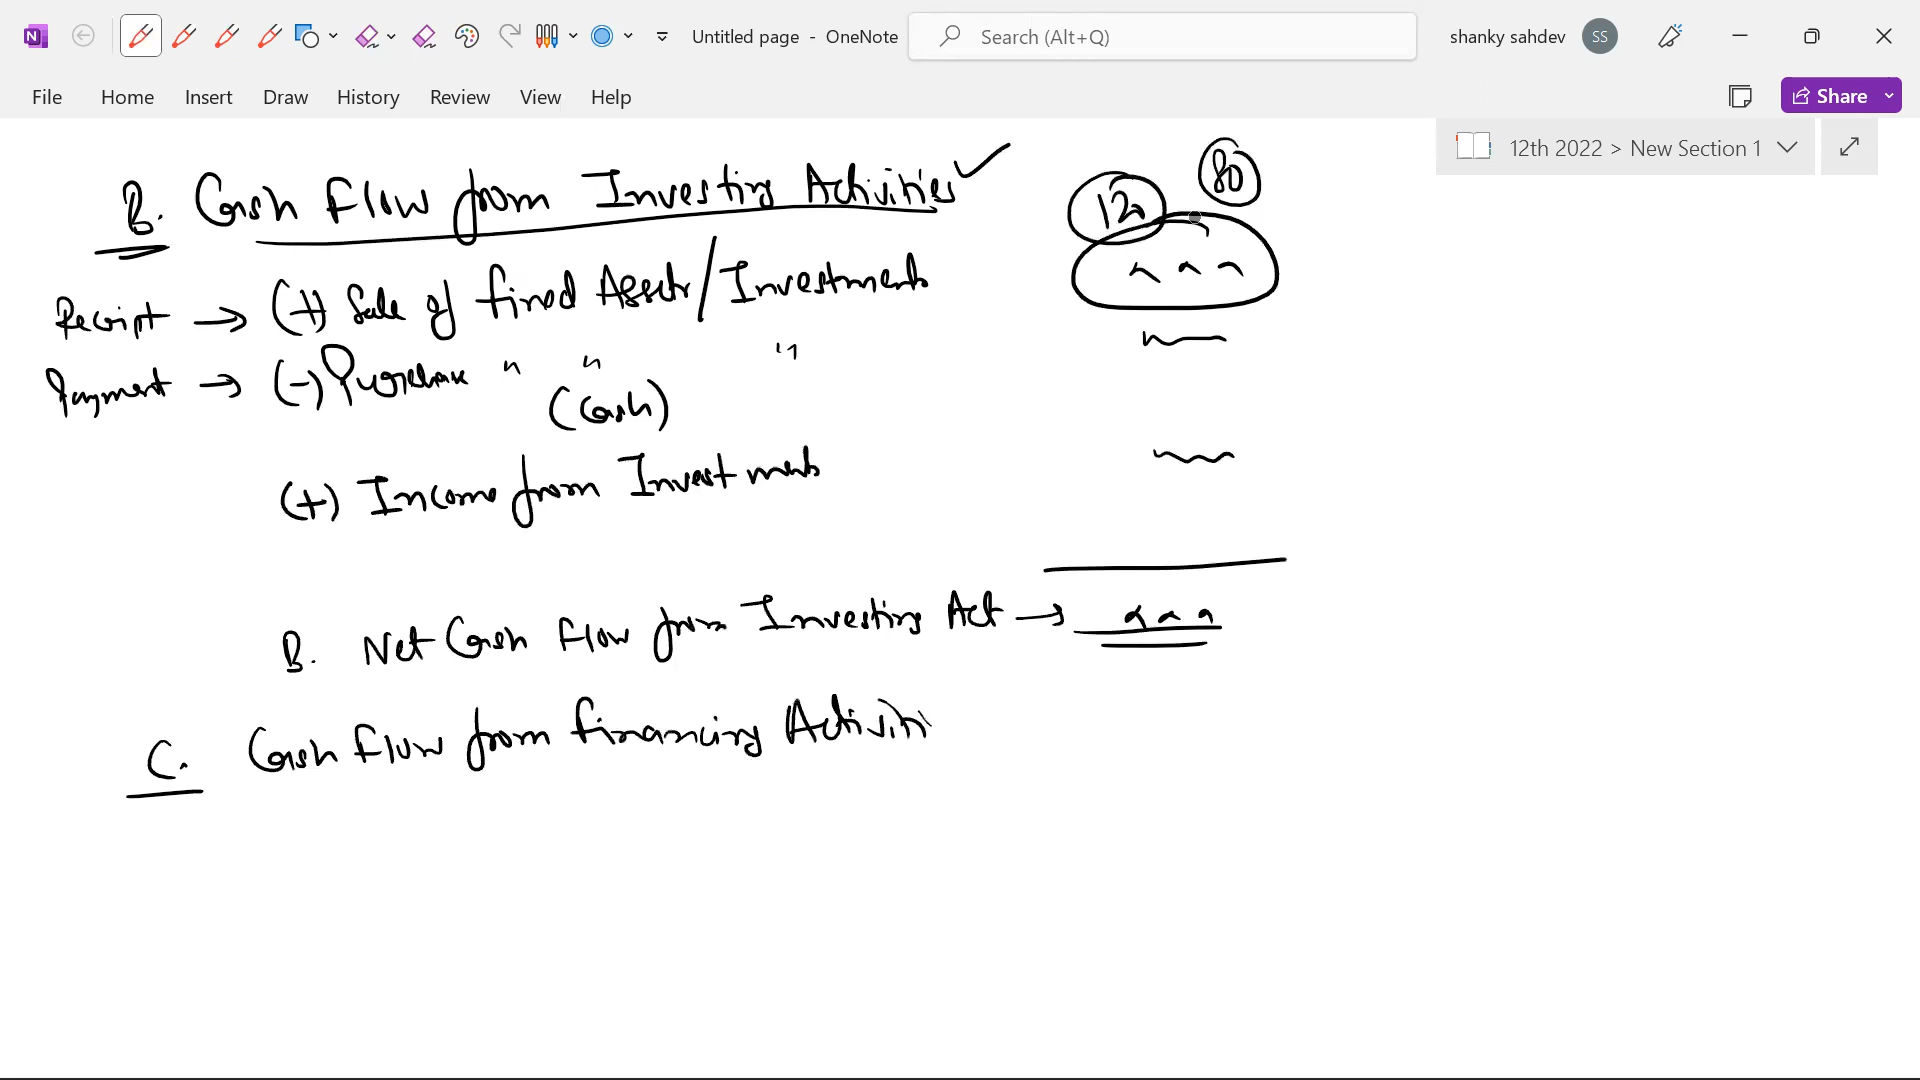 Untitled page - OneNote
Search (Alt+Q)
shanky sahdev
SS
File Home Insert Draw History Review View Help
Share
12th 2022 > New Section 1
B. Cash Flow from Investing Activities ✓
120
80
Receipt → (+) Sale of fixed Assets/Investments
Payment → (-) Purchase " " "
(Cash)
(+) Income from Investments
B. Net Cash Flow from Investing Act →
C. Cash Flow from financing Activiti